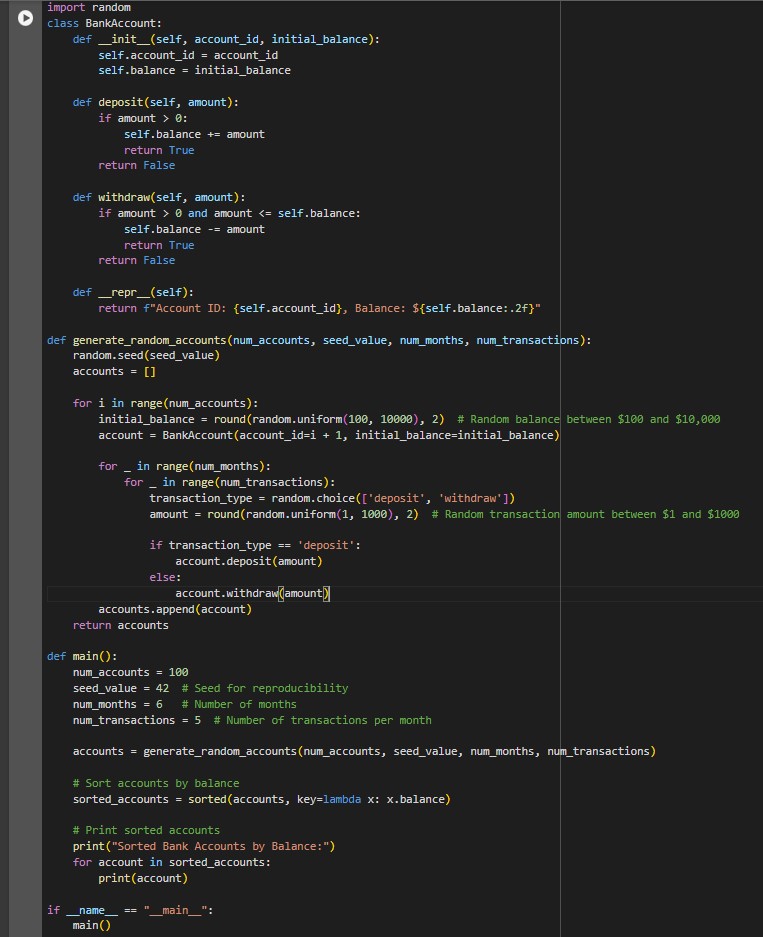 import random
class BankAccount:
    def __init__(self, account_id, initial_balance):
        self.account_id = account_id
        self.balance = initial_balance

    def deposit(self, amount):
        if amount > 0:
            self.balance += amount
            return True
        return False

    def withdraw(self, amount):
        if amount > 0 and amount <= self.balance:
            self.balance -= amount
            return True
        return False

    def __repr__(self):
        return f"Account ID: {self.account_id}, Balance: ${self.balance:.2f}"

def generate_random_accounts(num_accounts, seed_value, num_months, num_transactions):
    random.seed(seed_value)
    accounts = []

    for i in range(num_accounts):
        initial_balance = round(random.uniform(100, 10000), 2)  # Random balance between $100 and $10,000
        account = BankAccount(account_id=i + 1, initial_balance=initial_balance)

        for _ in range(num_months):
            for _ in range(num_transactions):
                transaction_type = random.choice(['deposit', 'withdraw'])
                amount = round(random.uniform(1, 1000), 2)  # Random transaction amount between $1 and $1000

                if transaction_type == 'deposit':
                    account.deposit(amount)
                else:
                    account.withdraw(amount)
        accounts.append(account)
    return accounts

def main():
    num_accounts = 100
    seed_value = 42  # Seed for reproducibility
    num_months = 6   # Number of months
    num_transactions = 5  # Number of transactions per month

    accounts = generate_random_accounts(num_accounts, seed_value, num_months, num_transactions)

    # Sort accounts by balance
    sorted_accounts = sorted(accounts, key=lambda x: x.balance)

    # Print sorted accounts
    print("Sorted Bank Accounts by Balance:")
    for account in sorted_accounts:
        print(account)

if __name__ == "__main__":
    main()